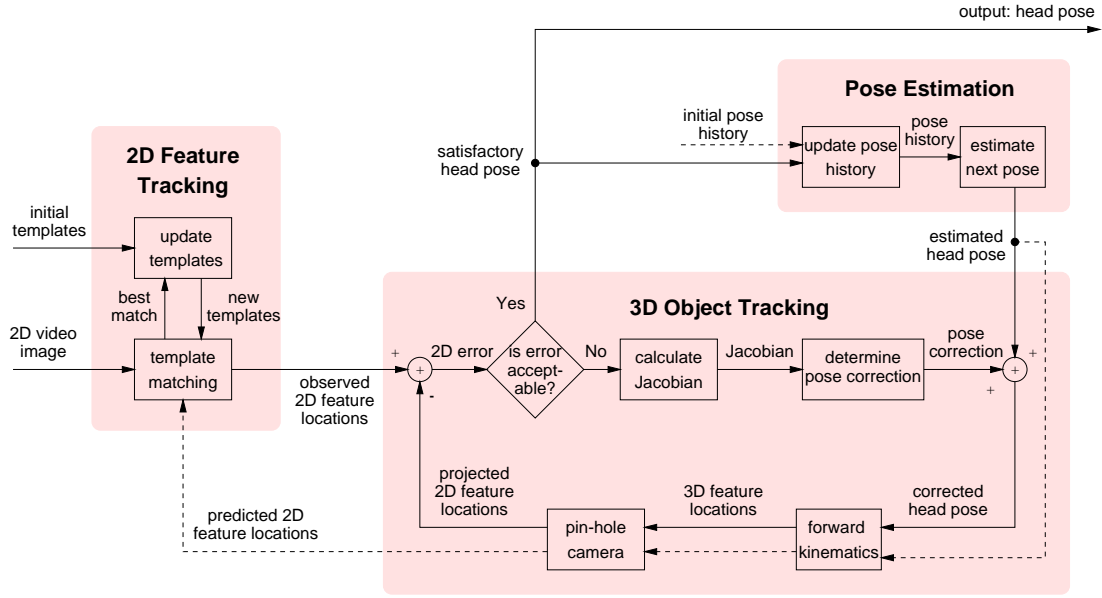 output: head pose
Pose Estimation
initial pose
history
pose
history
update pose
history
estimate
next pose
satisfactory
head pose
2D Feature
Tracking
initial
templates
update
templates
estimated
head pose
best
match
new
templates
Yes
3D Object Tracking
2D video
image
template
matching
+
+
-
2D error
is error
accept-
able?
No
calculate
Jacobian
Jacobian
determine
pose correction
pose
correction
+
+
+
observed
2D feature
locations
projected
2D feature
locations
3D feature
locations
corrected
head pose
predicted 2D
feature locations
pin-hole
camera
forward
kinematics